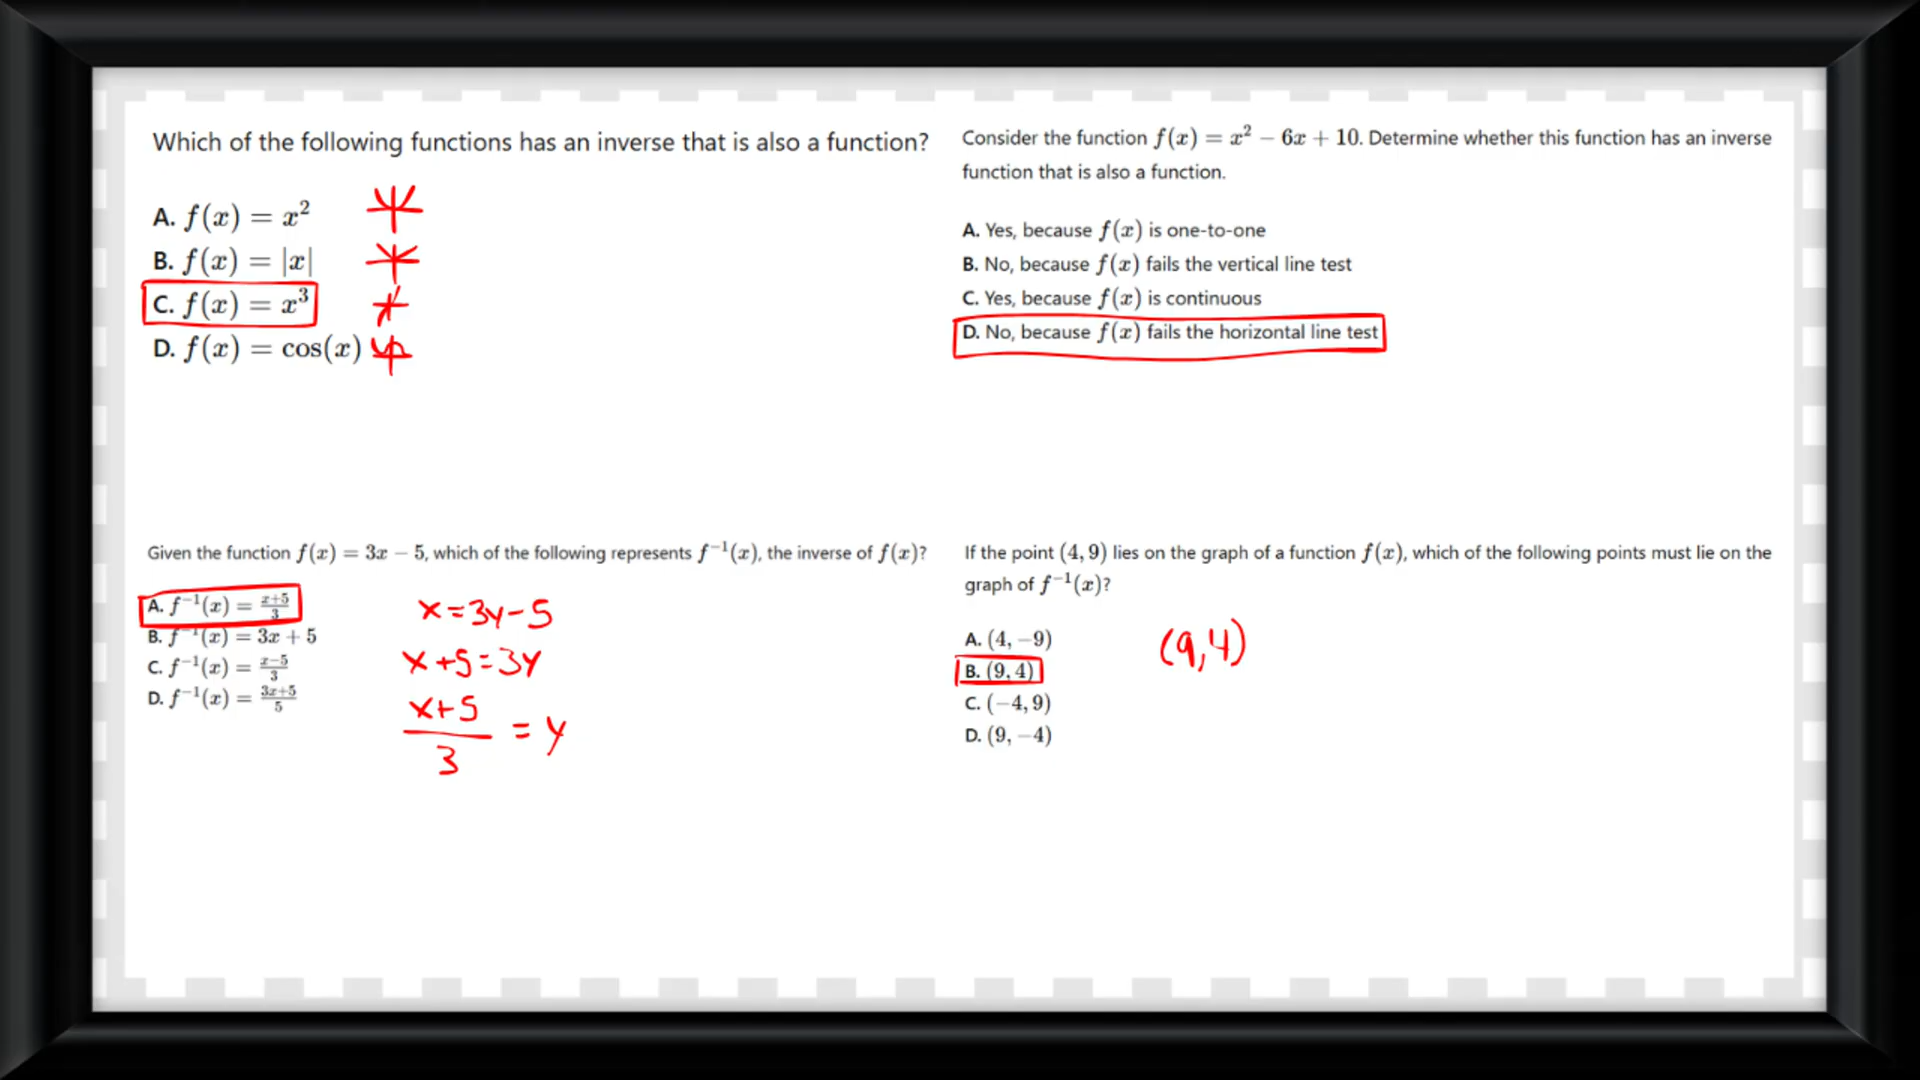 Which of the following functions has an inverse that is also a function?
A. f(x) = x²
B. f(x) = |x|
C. f(x) = x³
D. f(x) = cos(x)
Consider the function f(x) = x² − 6x + 10. Determine whether this function has an inverse
function that is also a function.
A. Yes, because f(x) is one-to-one
B. No, because f(x) fails the vertical line test
C. Yes, because f(x) is continuous
D. No, because f(x) fails the horizontal line test
Given the function f(x) = 3x − 5, which of the following represents f⁻¹(x), the inverse of f(x)?
A. f⁻¹(x) = (x+5)/3
B. f⁻¹(x) = 3x + 5
C. f⁻¹(x) = (x−5)/3
D. f⁻¹(x) = (3x+5)/5
x = 3y - 5
x + 5 = 3y
(x+5)/3 = y
If the point (4, 9) lies on the graph of a function f(x), which of the following points must lie on the
graph of f⁻¹(x)?
A. (4, −9)
B. (9, 4)
C. (−4, 9)
D. (9, −4)
(9,4)